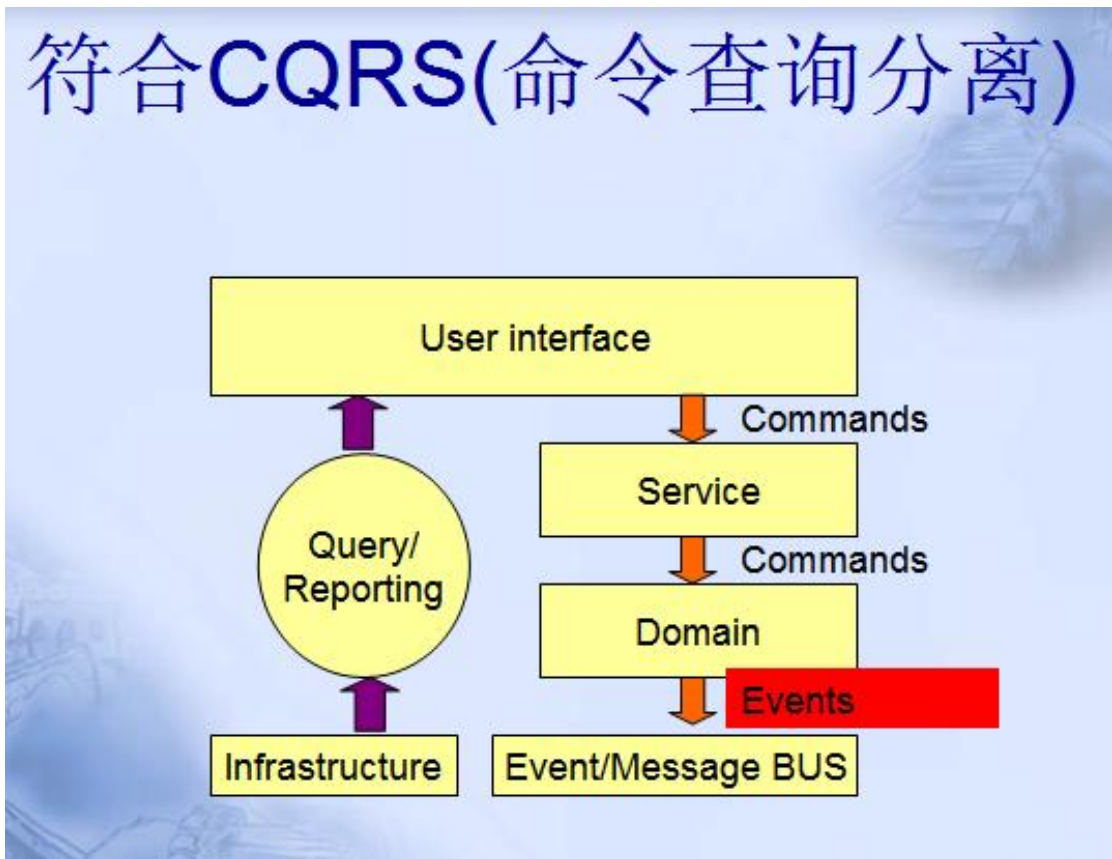 符合CQRS(命令查询分离)
User interface
Commands
Service
Query/
Reporting
Commands
Domain
Events
Infrastructure
Event/Message BUS